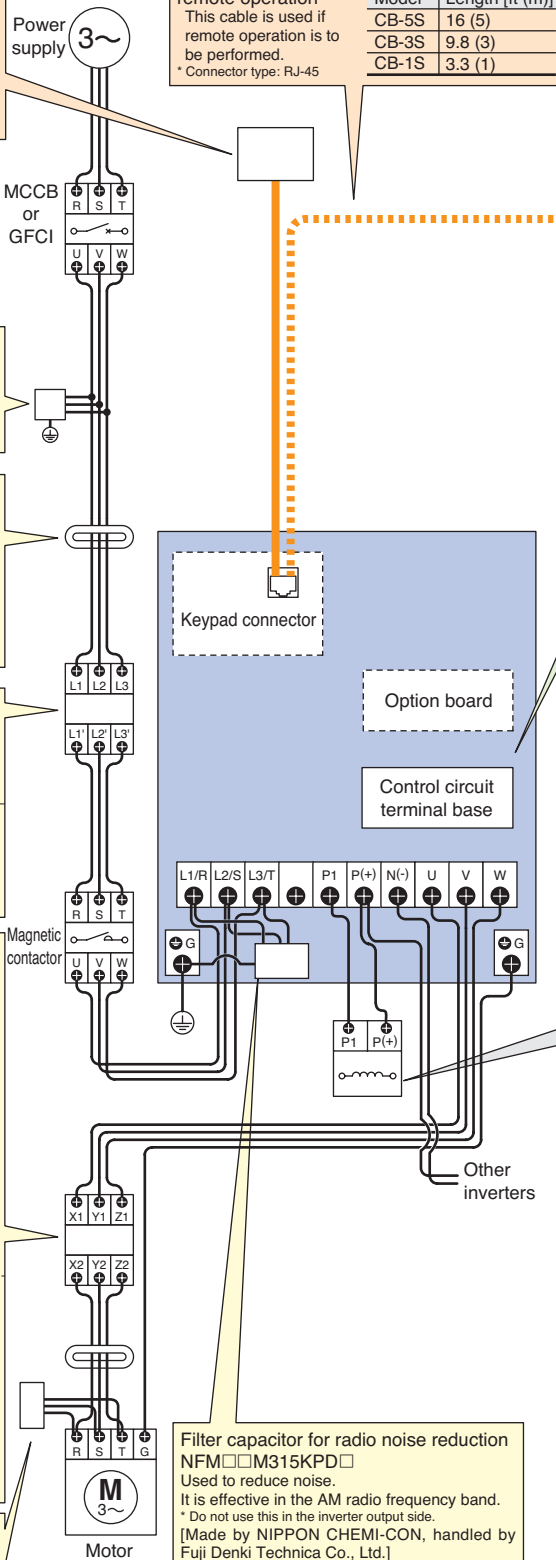 remote operation
This cable is used if
remote operation is to
be performed.
* Connector type: RJ-45
Model Length [ft (m)]
CB-5S 16 (5)
CB-3S 9.8 (3)
CB-1S 3.3 (1)
Power
supply
3~
MCCB
or
GFCI
R S T
U V W
Keypad connector
L1 L2 L3
L1' L2' L3'
Option board
Control circuit
terminal base
L1/R L2/S L3/T P1 P(+) N(-) U V W
Magnetic
contactor
R S T
U V W
G
G
P1 P(+)
Other
inverters
X1 Y1 Z1
X2 Y2 Z2
R S T G
M
3~
Motor
Filter capacitor for radio noise reduction
NFM□□M315KPD□
Used to reduce noise.
It is effective in the AM radio frequency band.
* Do not use this in the inverter output side.
[Made by NIPPON CHEMI-CON, handled by
Fuji Denki Technica Co., Ltd.]